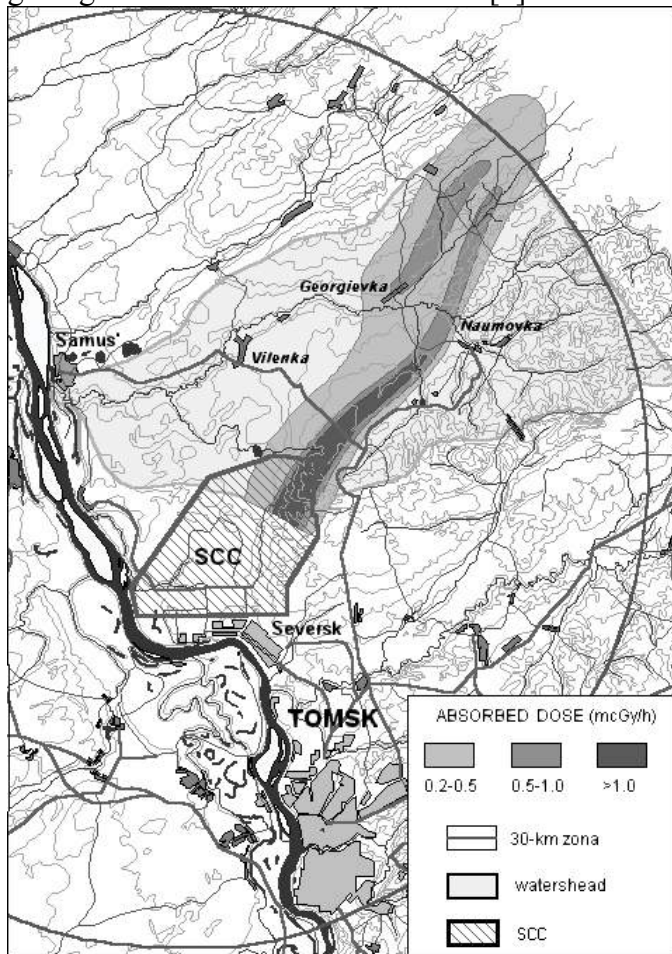 Georgievka
Naumovka
Samus'
Vilenka
SCC
Seversk
TOMSK
ABSORBED DOSE (mcGy/h)
0.2-0.5 0.5-1.0 >1.0
30-km zona
watershead
SCC